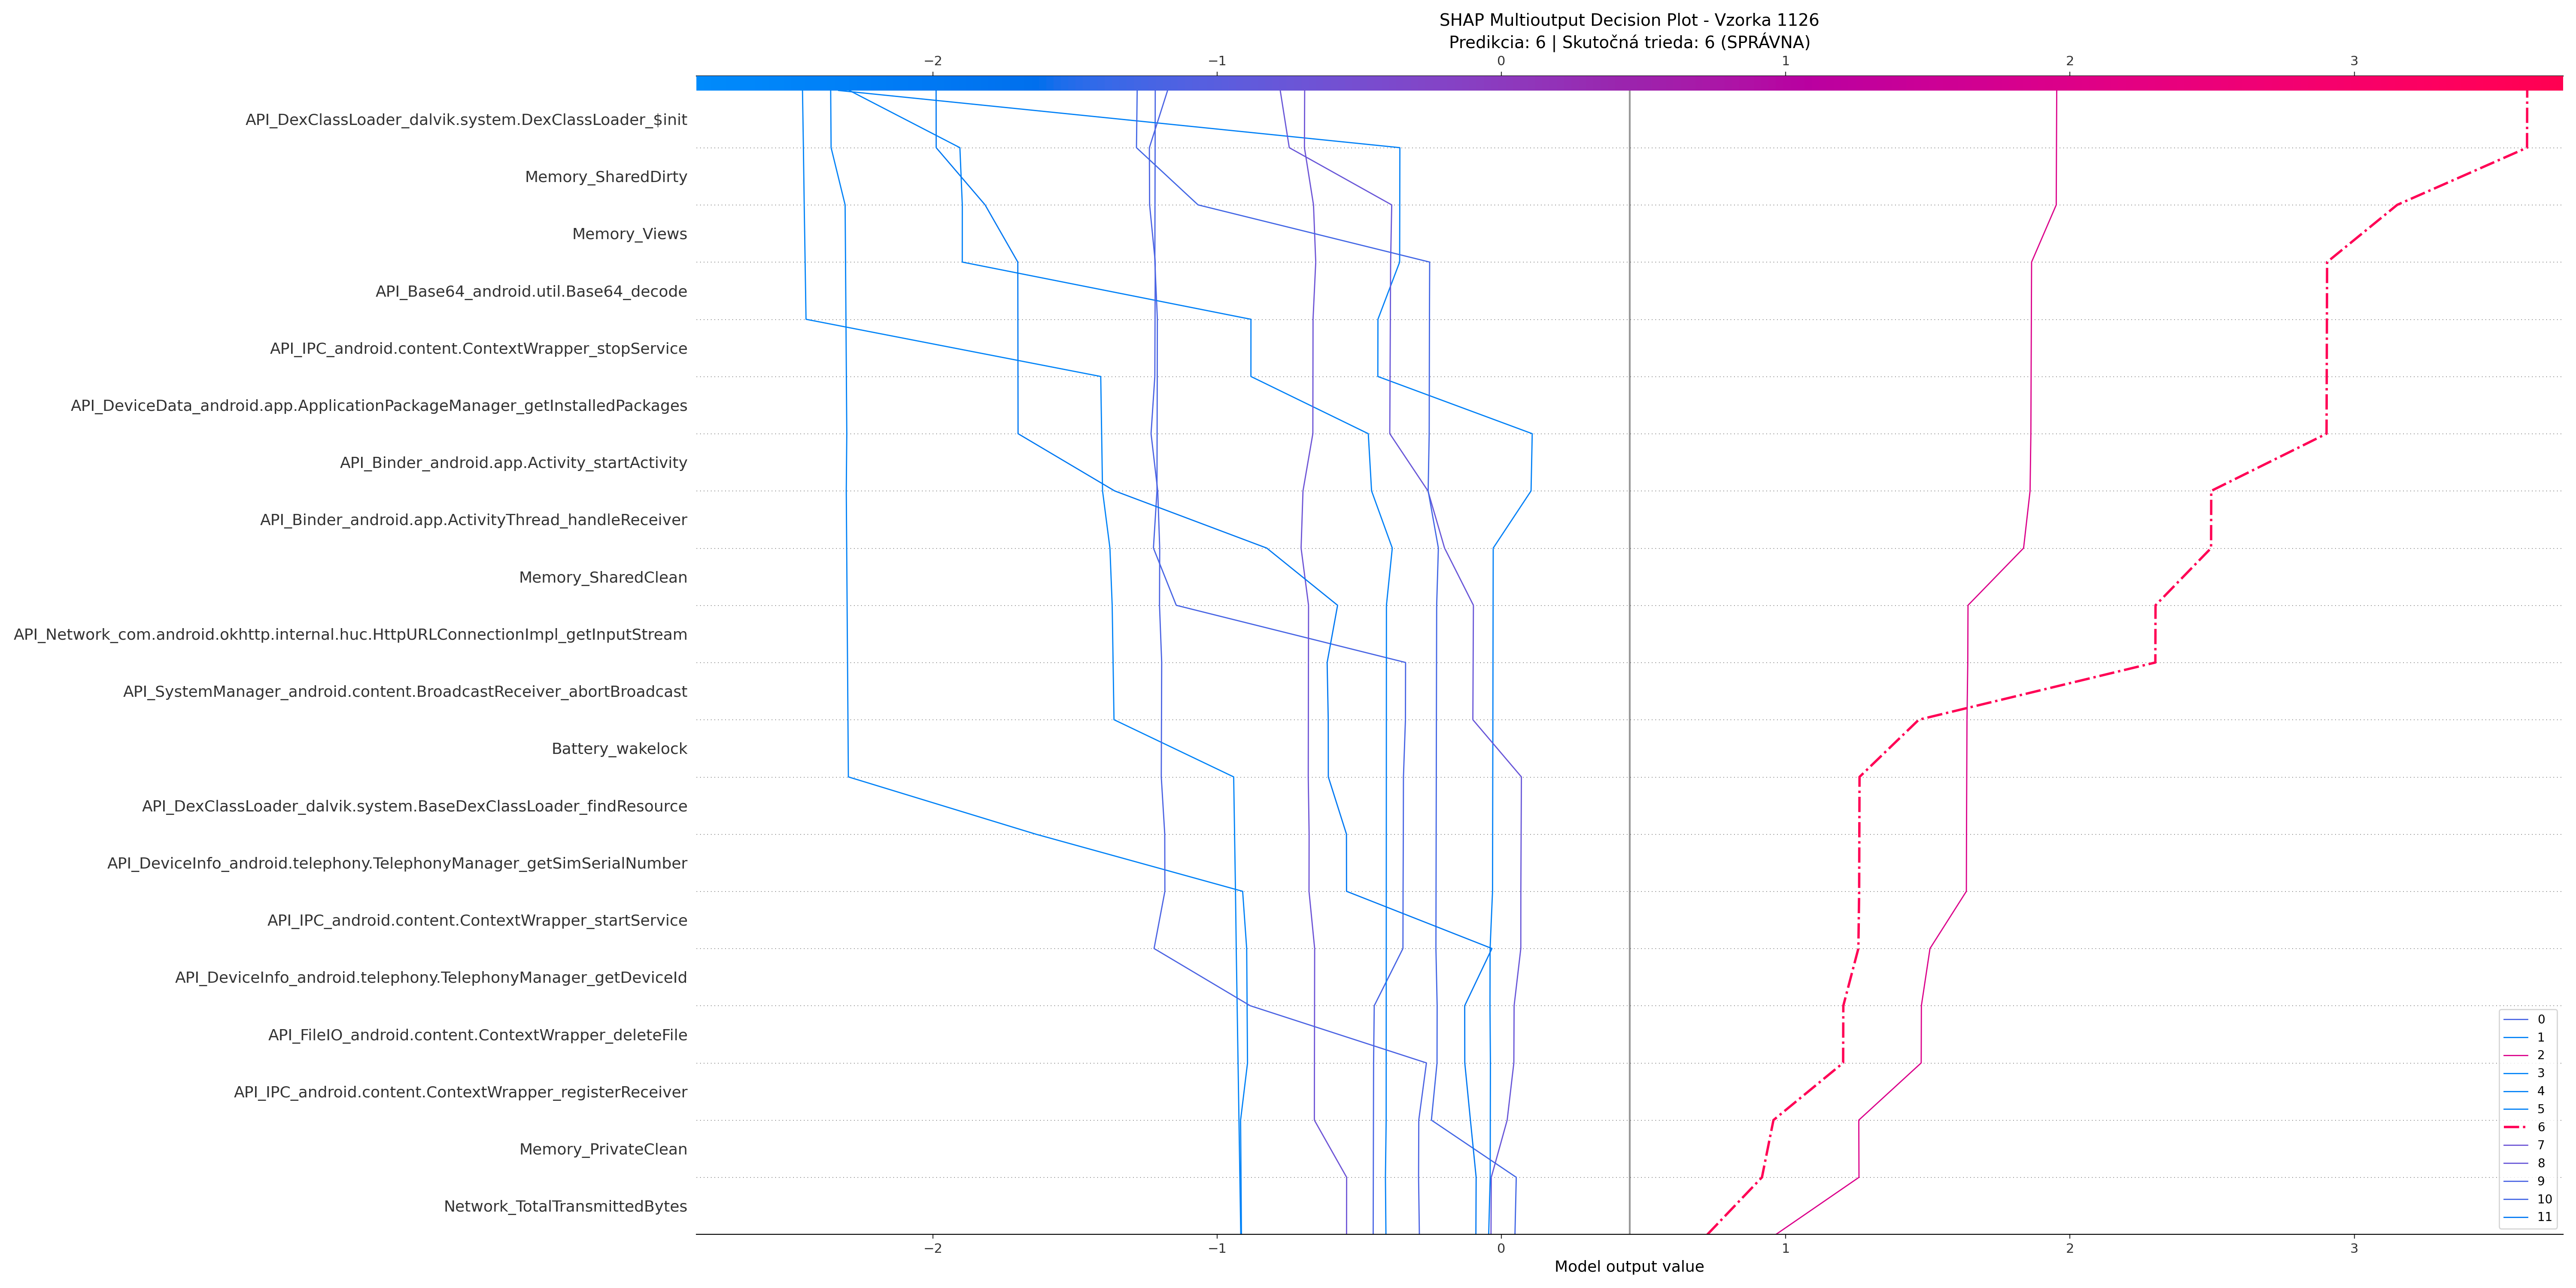 SHAP Multioutput Decision Plot - Vzorka 1126
Predikcia: 6 | Skutočná trieda: 6 (SPRÁVNA)
−2 −1 0 1 2 3
API_DexClassLoader_dalvik.system.DexClassLoader_$init
Memory_SharedDirty
Memory_Views
API_Base64_android.util.Base64_decode
API_IPC_android.content.ContextWrapper_stopService
API_DeviceData_android.app.ApplicationPackageManager_getInstalledPackages
API_Binder_android.app.Activity_startActivity
API_Binder_android.app.ActivityThread_handleReceiver
Memory_SharedClean
API_Network_com.android.okhttp.internal.huc.HttpURLConnectionImpl_getInputStream
API_SystemManager_android.content.BroadcastReceiver_abortBroadcast
Battery_wakelock
API_DexClassLoader_dalvik.system.BaseDexClassLoader_findResource
API_DeviceInfo_android.telephony.TelephonyManager_getSimSerialNumber
API_IPC_android.content.ContextWrapper_startService
API_DeviceInfo_android.telephony.TelephonyManager_getDeviceId
API_FileIO_android.content.ContextWrapper_deleteFile
API_IPC_android.content.ContextWrapper_registerReceiver
Memory_PrivateClean
Network_TotalTransmittedBytes
0
1
2
3
4
5
6
7
8
9
10
11
−2 −1 0 1 2 3
Model output value